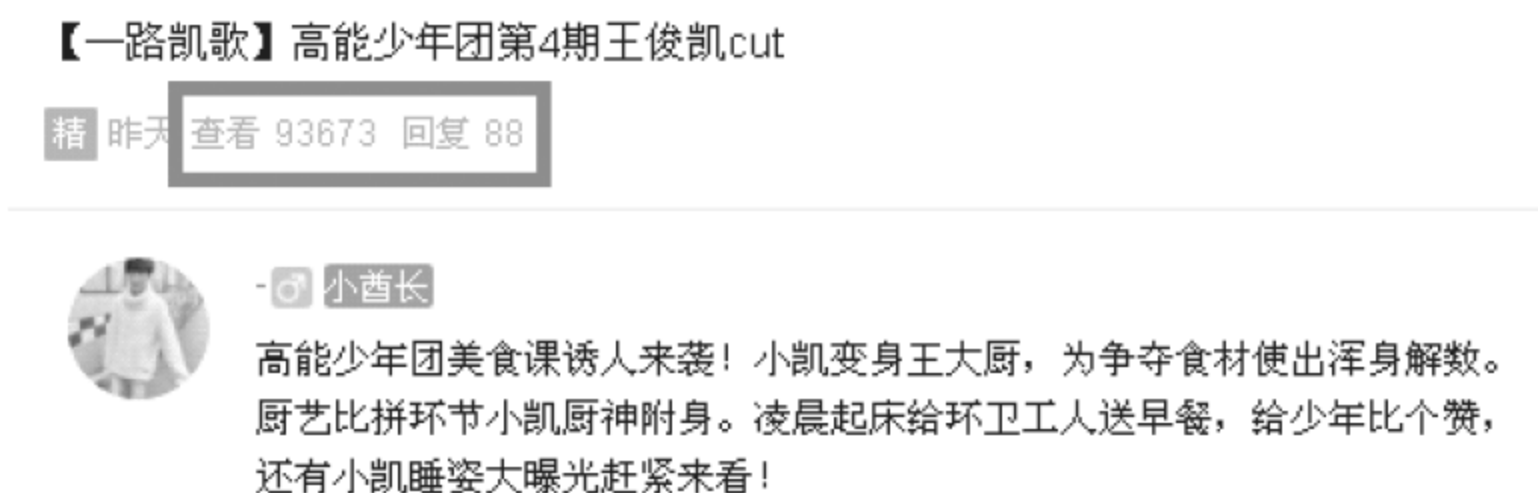 【一路凯歌】高能少年团第4期王俊凯cut
精 昨天 查看 93673 回复 88
-♂ 小酋长
高能少年团美食课诱人来袭！小凯变身王大厨，为争夺食材使出浑身解数。
厨艺比拼环节小凯厨神附身。凌晨起床给环卫工人送早餐，给少年比个赞，
还有小凯睡姿大曝光赶紧来看！